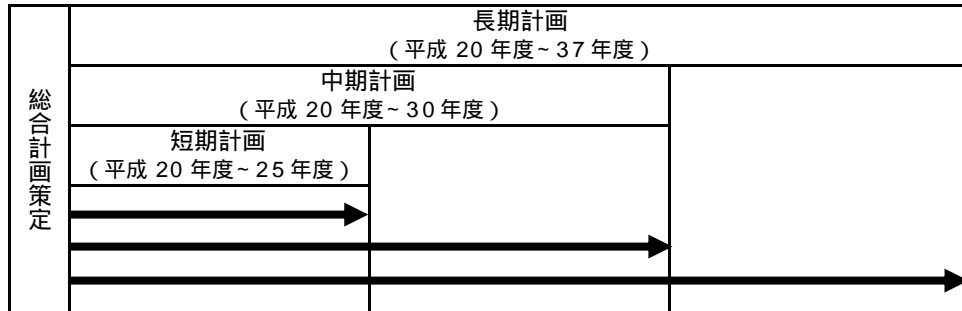 総合計画策定
長期計画
(平成 20 年度~ 37 年度)
中期計画
(平成 20 年度~ 30 年度)
短期計画
(平成 20 年度~ 25 年度)